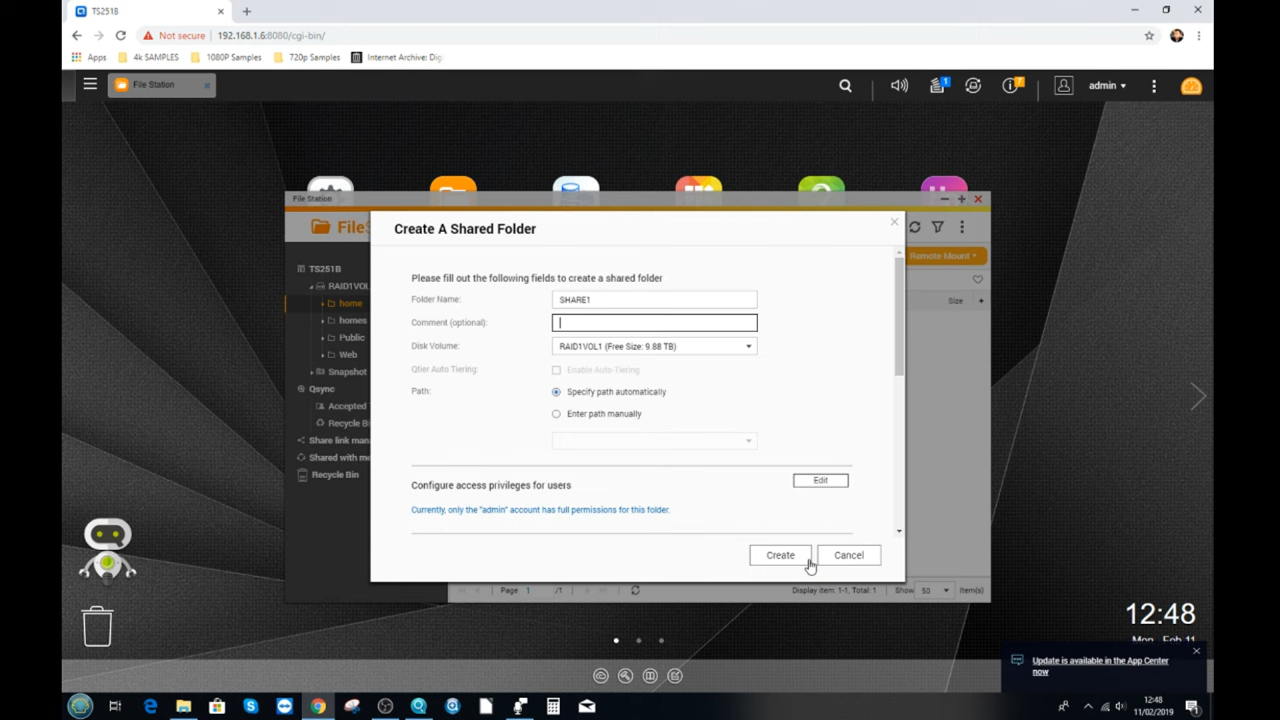 TS251B
Not secure
192.168.1.6:8080/cgi-bin/
Apps
4k SAMPLES
1080P Samples
720p Samples
Internet Archive: Dig
File Station
1
7
admin
File Station
Create A Shared Folder
Remote Mount
TS251B
Please fill out the following fields to create a shared folder
RAID1VOL
Folder Name:
SHARE1
Size
home
homes
Comment (optional):
Public
Disk Volume:
RAID1VOL1 (Free Size: 9.88 TB)
Web
Snapshot
Qtier Auto Tiering:
Enable Auto-Tiering
Qsync
Path:
Specify path automatically
Accepted
Enter path manually
Recycle B
Share link man
Shared with me
Recycle Bin
Edit
Configure access privileges for users
Currently, only the "admin" account has full permissions for this folder.
Create
Cancel
Page 1 /1
Display item: 1-1, Total: 1
Show 50 Item(s)
12:48
Mon, Feb 11
Update is available in the App Center
now
12:48
11/02/2019
1